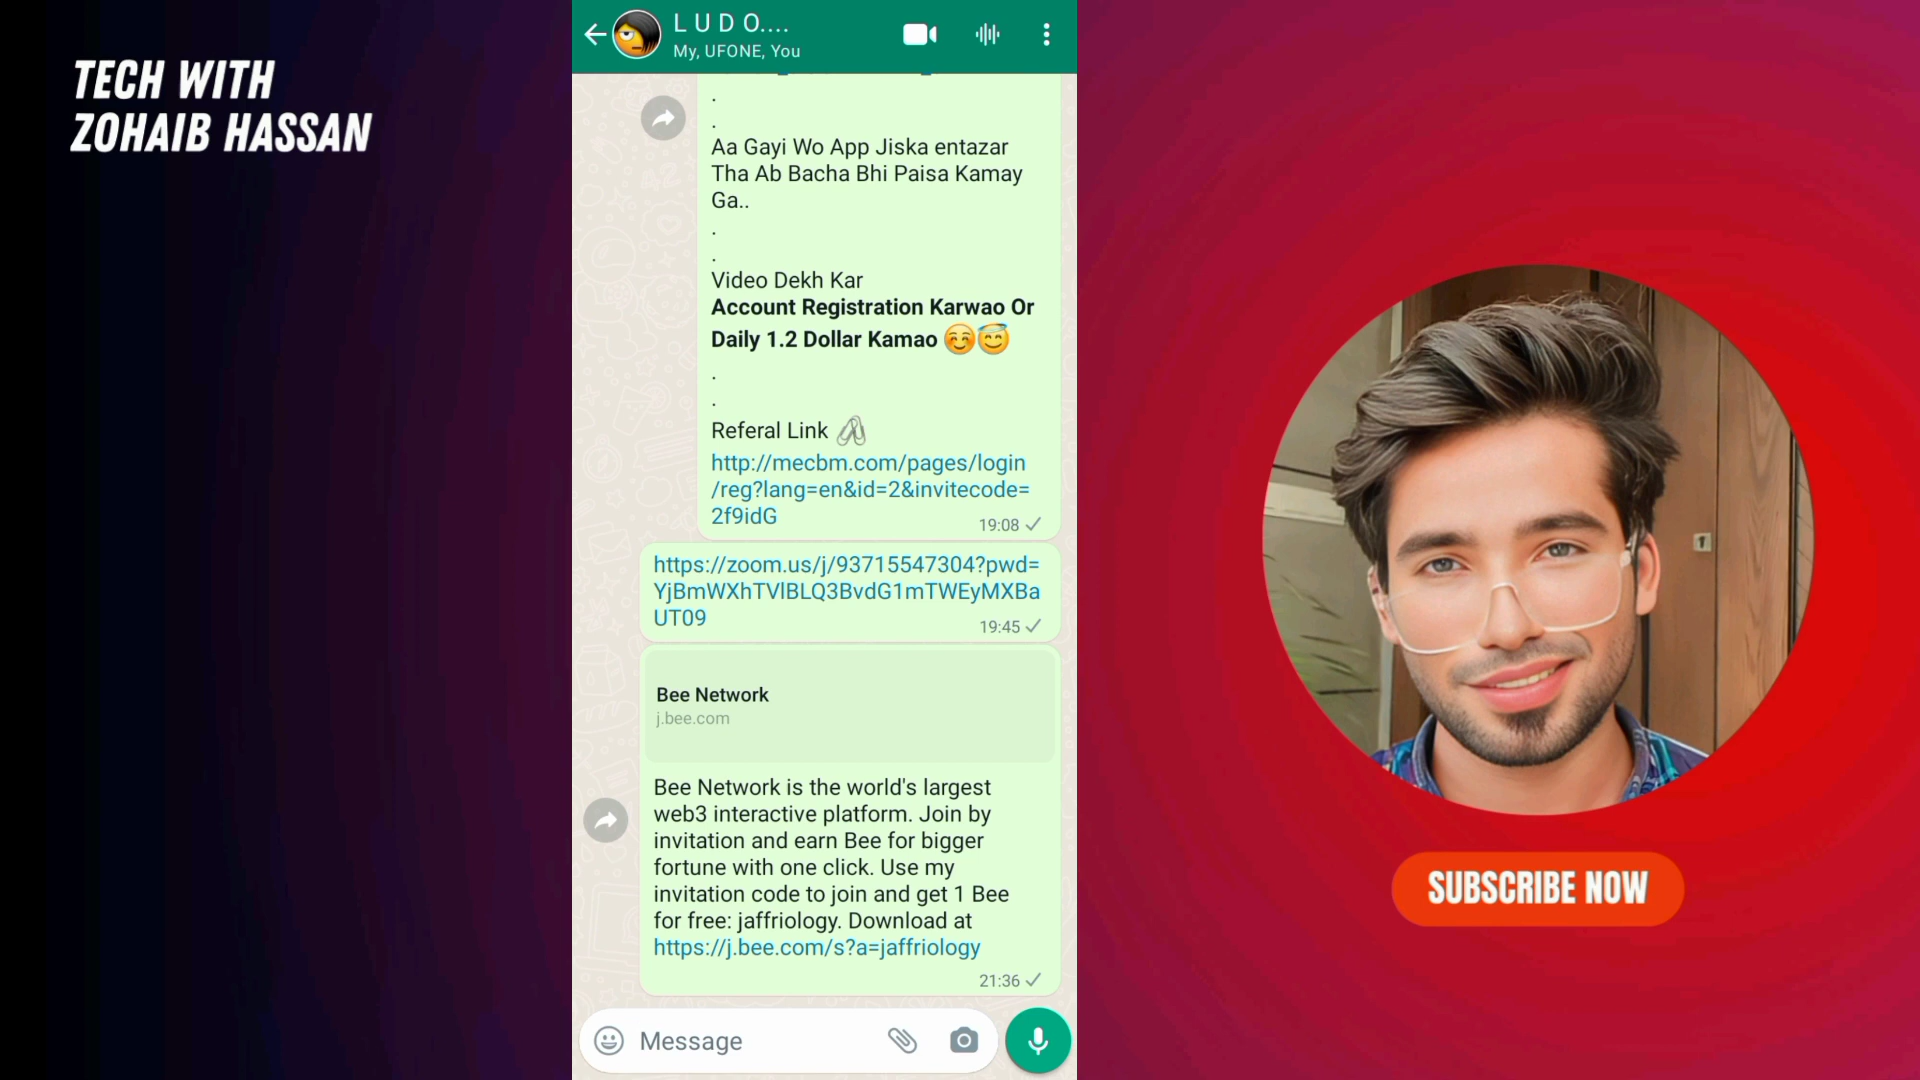 TECH WITH
ZOHAIB HASSAN
L U D O....
My, UFONE, You
.
.
Aa Gayi Wo App Jiska entazar
Tha Ab Bacha Bhi Paisa Kamay
Ga..
.
.
Video Dekh Kar
Account Registration Karwao Or
Daily 1.2 Dollar Kamao 😊😇
.
.
Referal Link 🖇️
http://mecbm.com/pages/login
/reg?lang=en&id=2&invitecode=
2f9idG
19:08
https://zoom.us/j/93715547304?pwd=
YjBmWXhTVlBLQ3BvdG1mTWEyMXBa
UT09
19:45
Bee Network
j.bee.com
Bee Network is the world's largest
web3 interactive platform. Join by
invitation and earn Bee for bigger
fortune with one click. Use my
invitation code to join and get 1 Bee
for free: jaffriology. Download at
https://j.bee.com/s?a=jaffriology
21:36
Message
SUBSCRIBE NOW